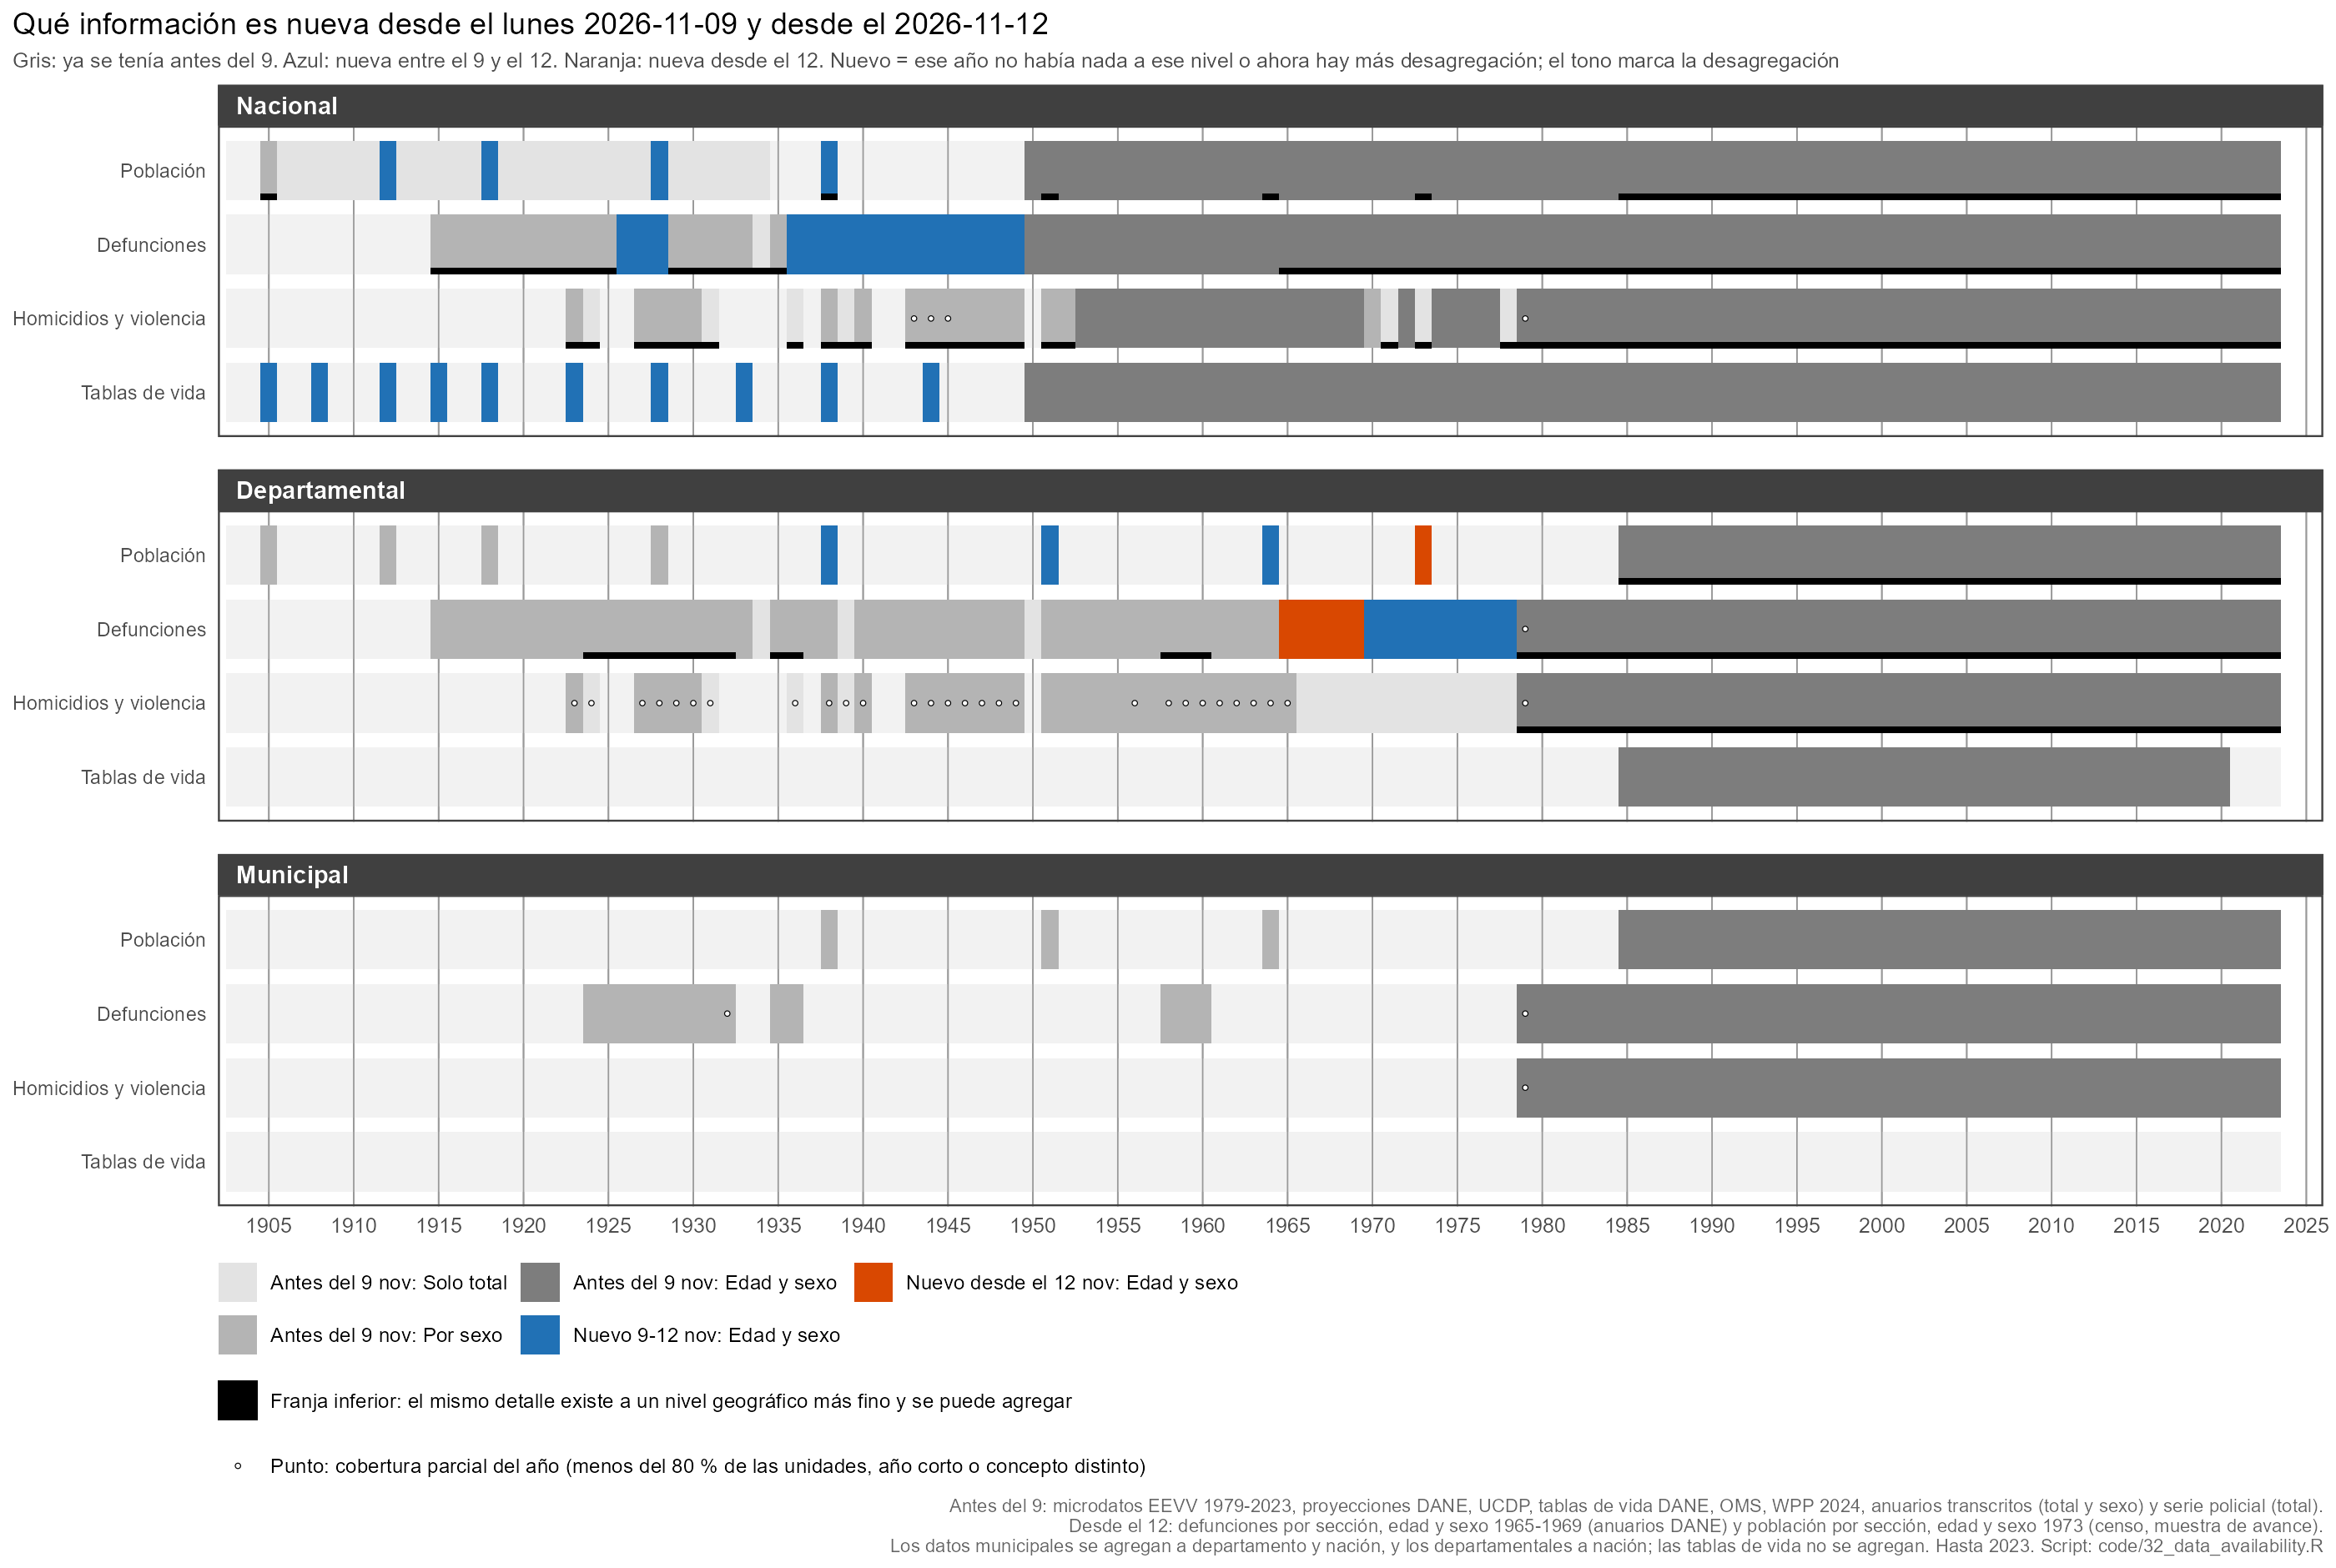 Qué información es nueva desde el lunes 2026-11-09 y desde el 2026-11-12
Gris: ya se tenía antes del 9. Azul: nueva entre el 9 y el 12. Naranja: nueva desde el 12. Nuevo = ese año no había nada a ese nivel o ahora hay más desagregación; el tono marca la desagregación
Nacional
Población
Defunciones
Homicidios y violencia
Tablas de vida
Departamental
Población
Defunciones
Homicidios y violencia
Tablas de vida
Municipal
Población
Defunciones
Homicidios y violencia
Tablas de vida
1905 1910 1915 1920 1925 1930 1935 1940 1945 1950 1955 1960 1965 1970 1975 1980 1985 1990 1995 2000 2005 2010 2015 2020 2025
Antes del 9 nov: Solo total Antes del 9 nov: Edad y sexo Nuevo desde el 12 nov: Edad y sexo
Antes del 9 nov: Por sexo Nuevo 9-12 nov: Edad y sexo
Franja inferior: el mismo detalle existe a un nivel geográfico más fino y se puede agregar
Punto: cobertura parcial del año (menos del 80 % de las unidades, año corto o concepto distinto)
Antes del 9: microdatos EEVV 1979-2023, proyecciones DANE, UCDP, tablas de vida DANE, OMS, WPP 2024, anuarios transcritos (total y sexo) y serie policial (total).
Desde el 12: defunciones por sección, edad y sexo 1965-1969 (anuarios DANE) y población por sección, edad y sexo 1973 (censo, muestra de avance).
Los datos municipales se agregan a departamento y nación, y los departamentales a nación; las tablas de vida no se agregan. Hasta 2023. Script: code/32_data_availability.R